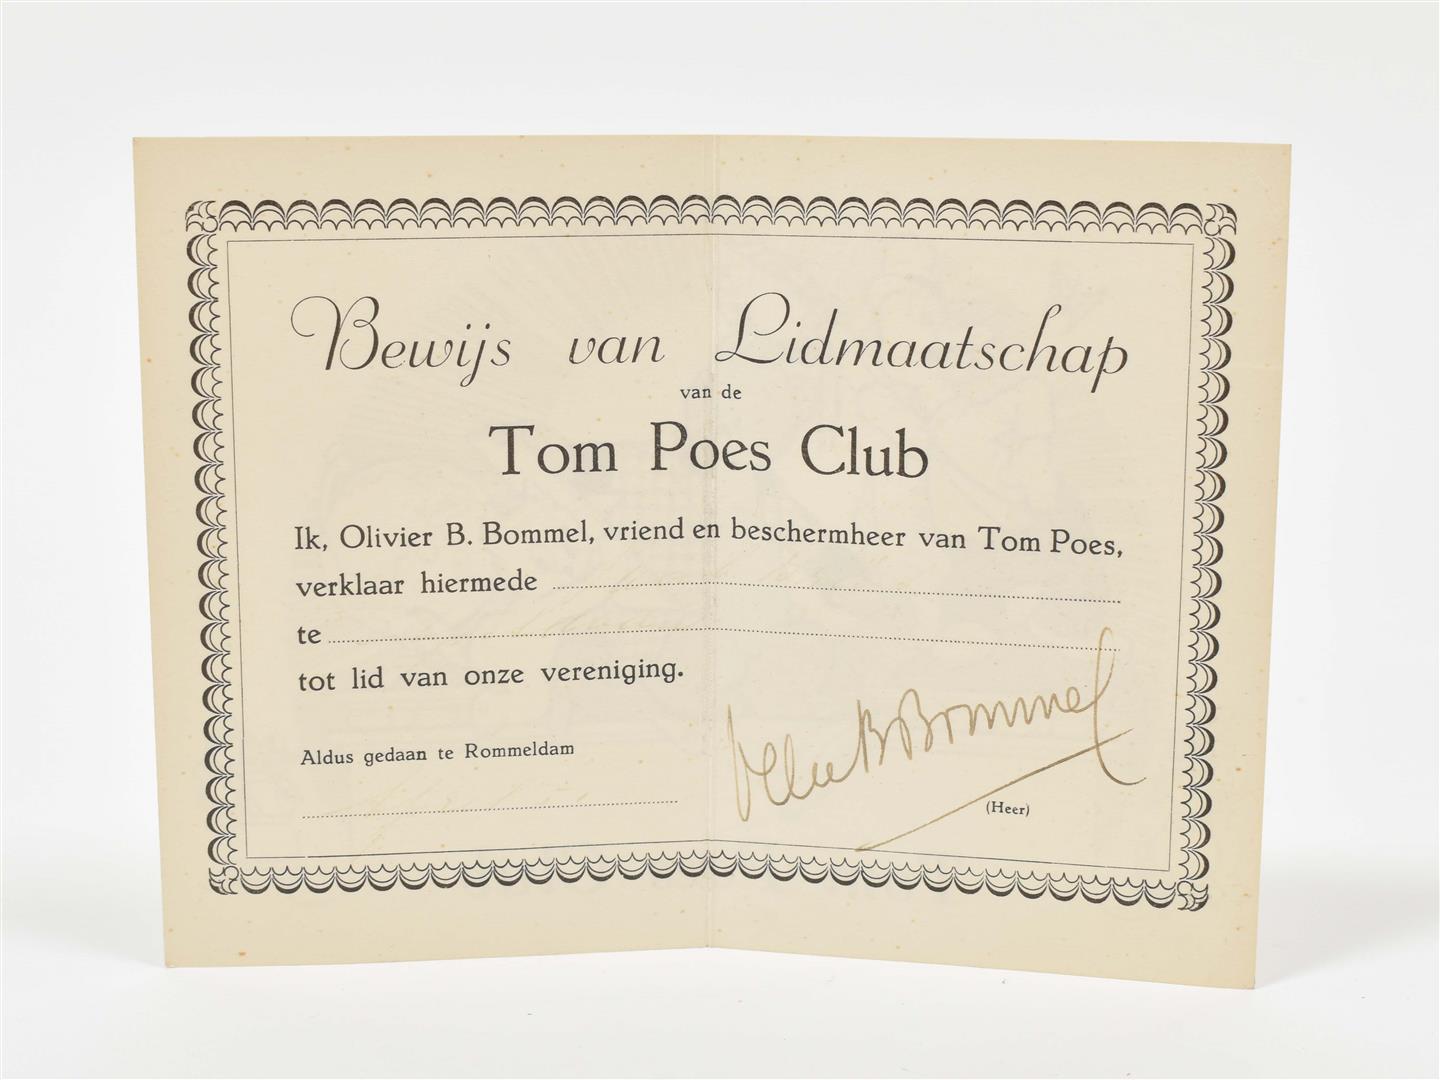 Bewijs van Lidmaatschap
van de
Tom Poes Club
Ik, Olivier B. Bommel, vriend en beschermheer van Tom Poes,
verklaar hiermede
te
tot lid van onze vereniging.
Aldus gedaan te Rommeldam
Bommel
(Heer)